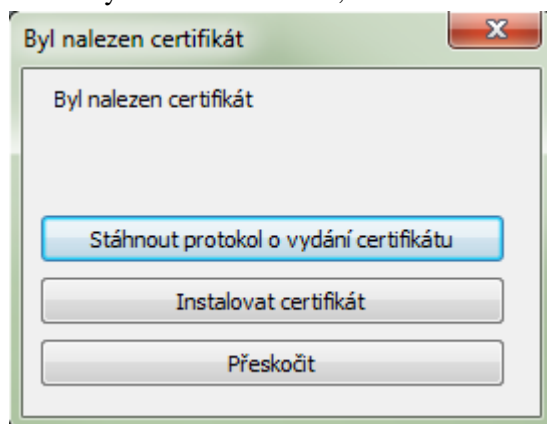 Byl nalezen certifikát
Byl nalezen certifikát
Stáhnout protokol o vydání certifikátu
Instalovat certifikát
Přeskočit